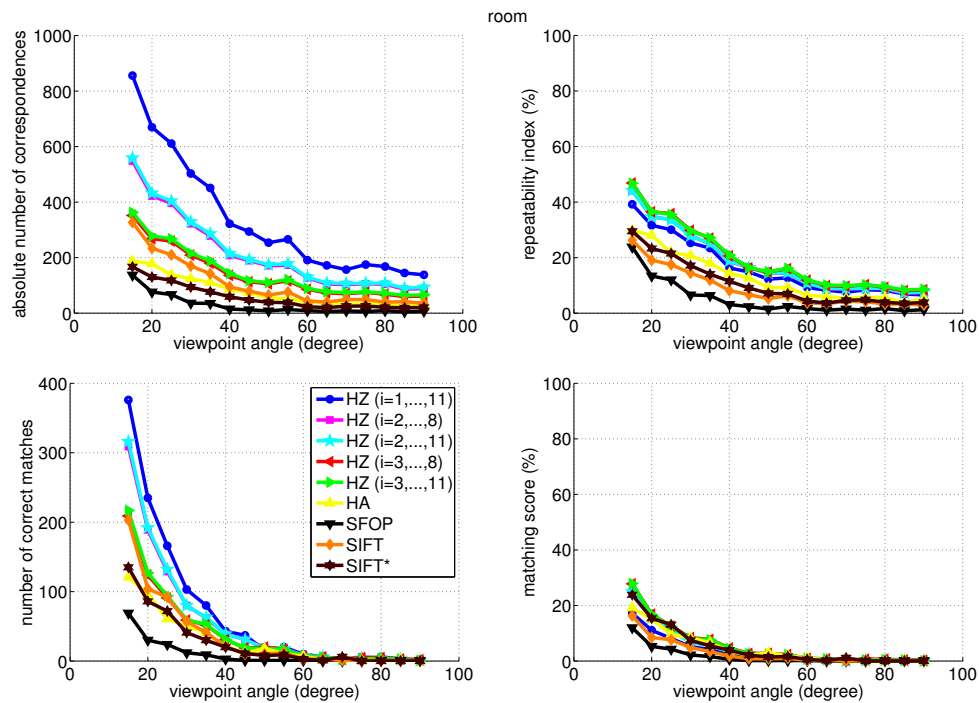 room
absolute number of correspondences
1000
800
600
400
200
0
0 20 40 60 80 100
viewpoint angle (degree)
repeatability index (%)
100
80
60
40
20
0
0 20 40 60 80 100
viewpoint angle (degree)
number of correct matches
400
300
200
100
0
0 20 40 60 80 100
viewpoint angle (degree)
HZ (i=1,...,11)
HZ (i=2,...,8)
HZ (i=2,...,11)
HZ (i=3,...,8)
HZ (i=3,...,11)
HA
SFOP
SIFT
SIFT*
matching score (%)
100
80
60
40
20
0
0 20 40 60 80 100
viewpoint angle (degree)